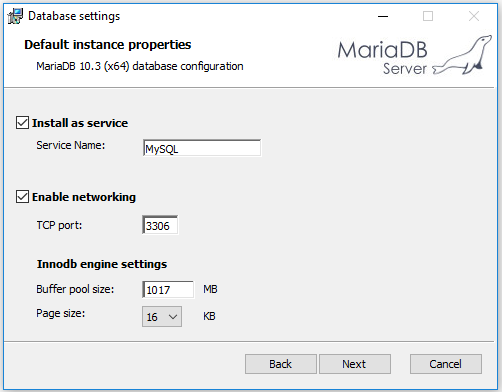 Database settings
Default instance properties
MariaDB 10.3 (x64) database configuration
MariaDB
Server
Install as service
Service Name: MySQL
Enable networking
TCP port: 3306
Innodb engine settings
Buffer pool size: 1017 MB
Page size: 16 KB
Back Next Cancel